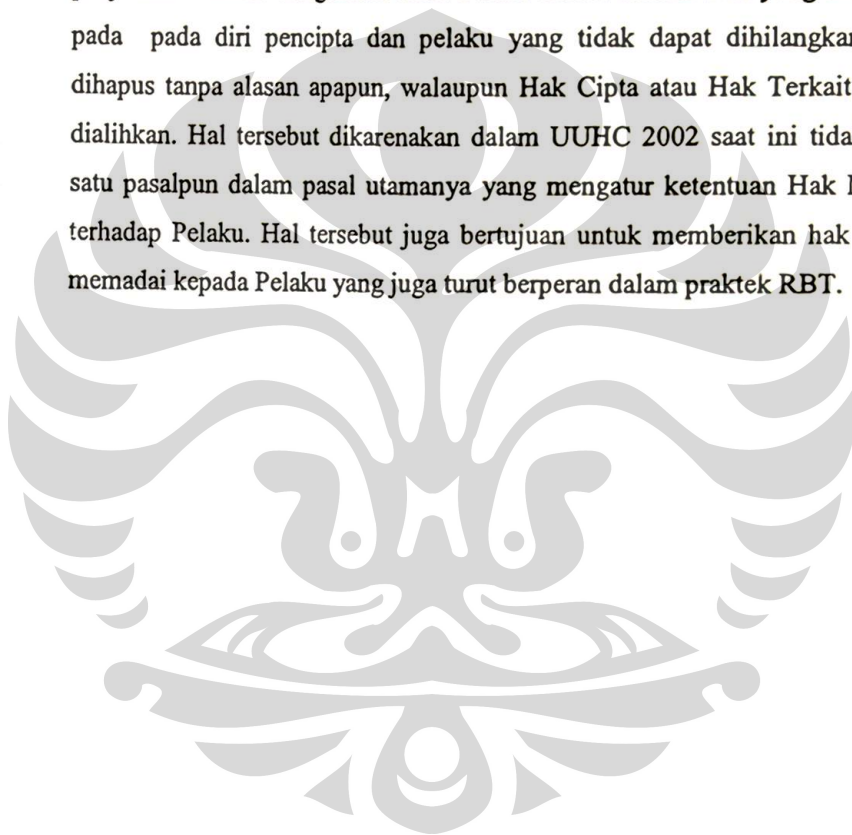 pada pada diri pencipta dan pelaku yang tidak dapat dihilangkan
dihapus tanpa alasan apapun, walaupun Hak Cipta atau Hak Terkait
dialihkan. Hal tersebut dikarenakan dalam UUHC 2002 saat ini tida
satu pasalpun dalam pasal utamanya yang mengatur ketentuan Hak
terhadap Pelaku. Hal tersebut juga bertujuan untuk memberikan hak
memadai kepada Pelaku yang juga turut berperan dalam praktek RBT.